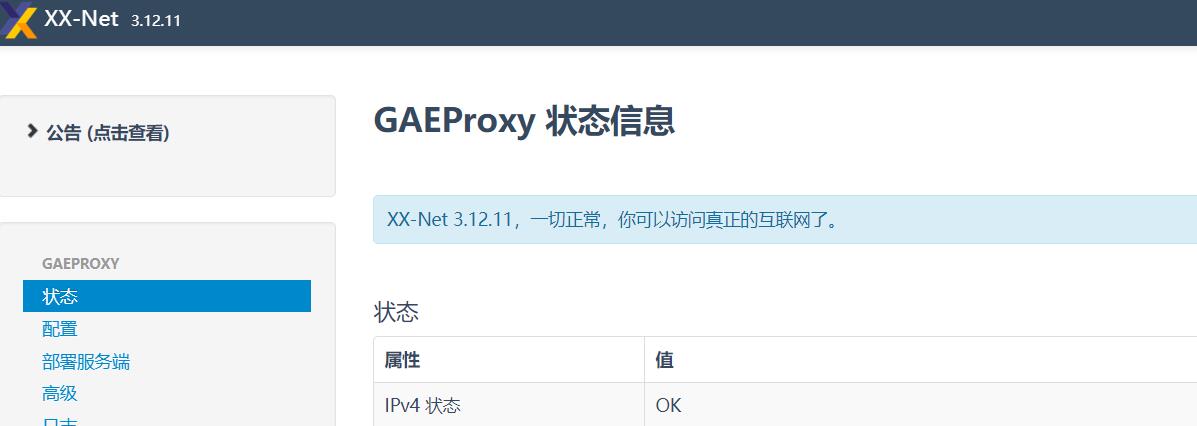 XX-Net 3.12.11
公告 (点击查看)
GAEPROXY
状态
配置
部署服务端
高级
日志
GAEProxy 状态信息
XX-Net 3.12.11，一切正常，你可以访问真正的互联网了。
状态
属性 值
IPv4 状态 OK